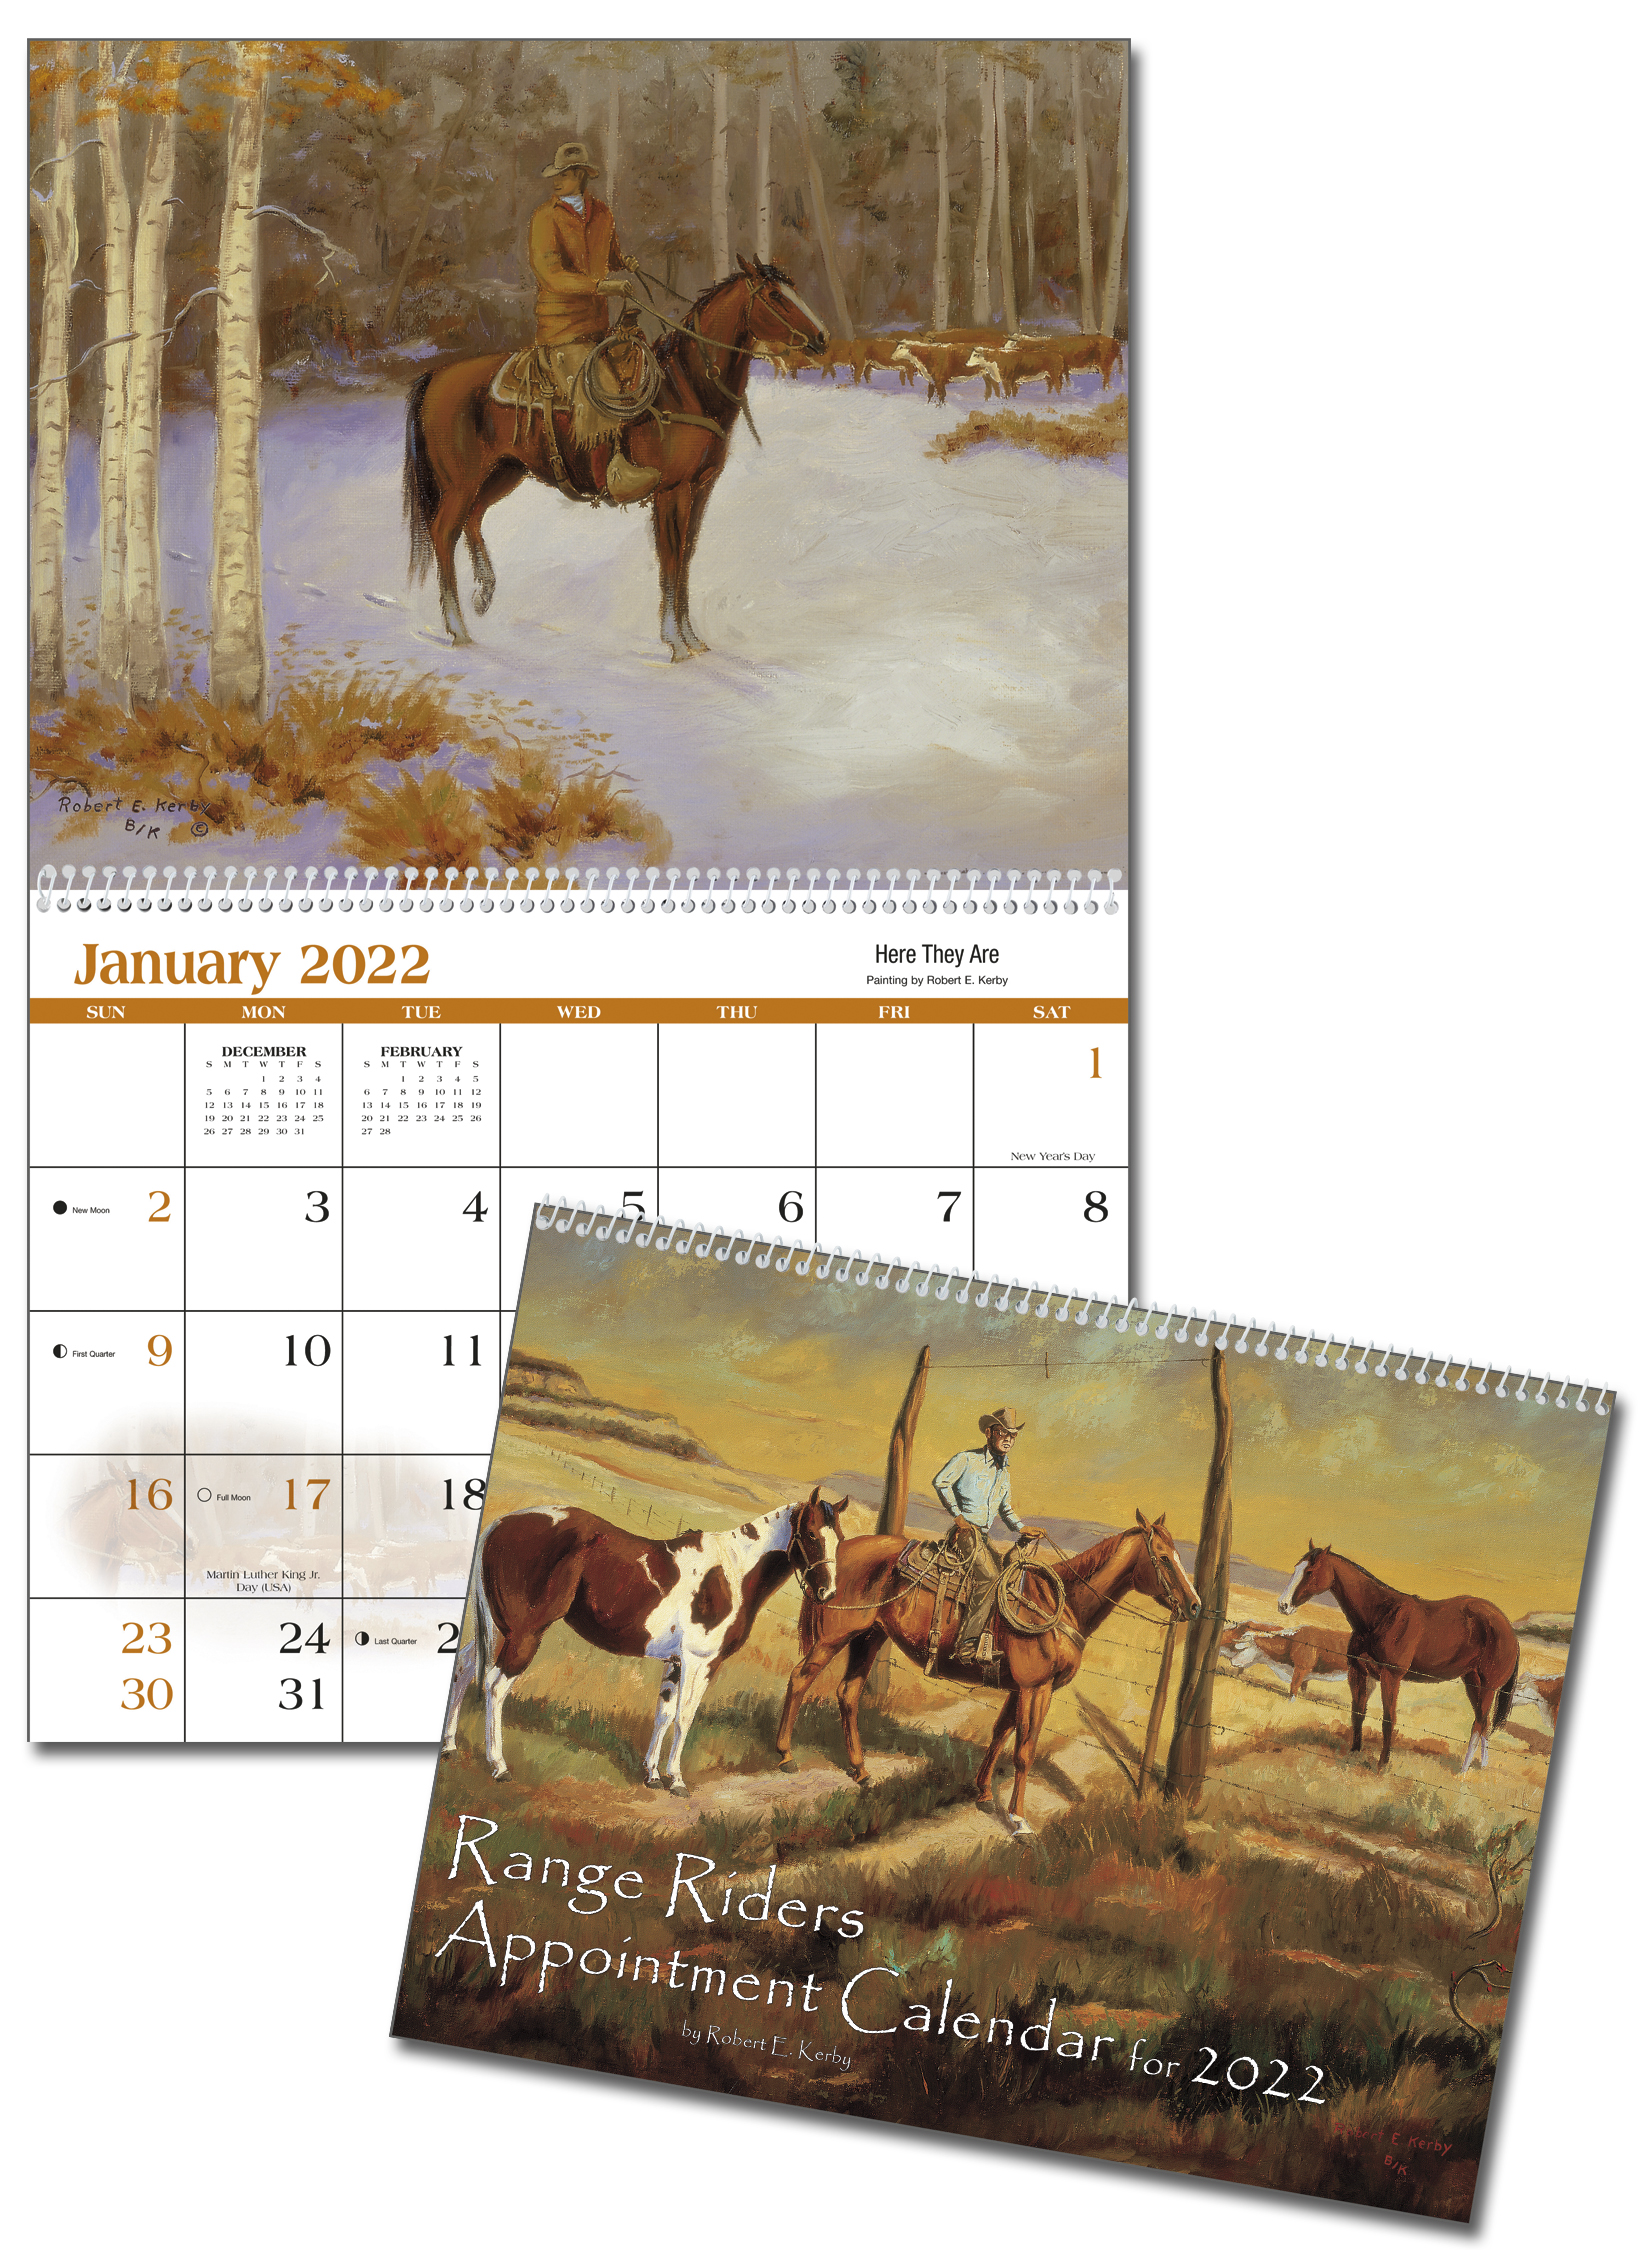 Robert E. Kerby
B/K ©
January 2022
Here They Are
Painting by Robert E. Kerby
SUN MON TUE WED THU FRI SAT
DECEMBER
S M T W T F S
1 2 3 4
5 6 7 8 9 10 11
12 13 14 15 16 17 18
19 20 21 22 23 24 25
26 27 28 29 30 31
FEBRUARY
S M T W T F S
1 2 3 4 5
6 7 8 9 10 11 12
13 14 15 16 17 18 19
20 21 22 23 24 25 26
27 28
1
New Year's Day
New Moon 2 3 4 5 6 7 8
First Quarter 9 10 11
16 Full Moon 17 18
Martin Luther King Jr.
Day (USA)
23 24 Last Quarter 2
30 31
Range Riders
Appointment Calendar for 2022
by Robert E. Kerby
Robert E Kerby
B/K